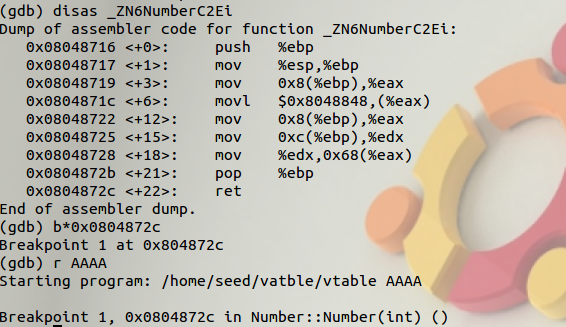 (gdb) disas _ZN6NumberC2Ei
Dump of assembler code for function _ZN6NumberC2Ei:
   0x08048716 <+0>:     push   %ebp
   0x08048717 <+1>:     mov    %esp,%ebp
   0x08048719 <+3>:     mov    0x8(%ebp),%eax
   0x0804871c <+6>:     movl   $0x8048848,(%eax)
   0x08048722 <+12>:    mov    0x8(%ebp),%eax
   0x08048725 <+15>:    mov    0xc(%ebp),%edx
   0x08048728 <+18>:    mov    %edx,0x68(%eax)
   0x0804872b <+21>:    pop    %ebp
   0x0804872c <+22>:    ret
End of assembler dump.
(gdb) b*0x0804872c
Breakpoint 1 at 0x804872c
(gdb) r AAAA
Starting program: /home/seed/vatble/vtable AAAA
Breakpoint 1, 0x0804872c in Number::Number(int) ()